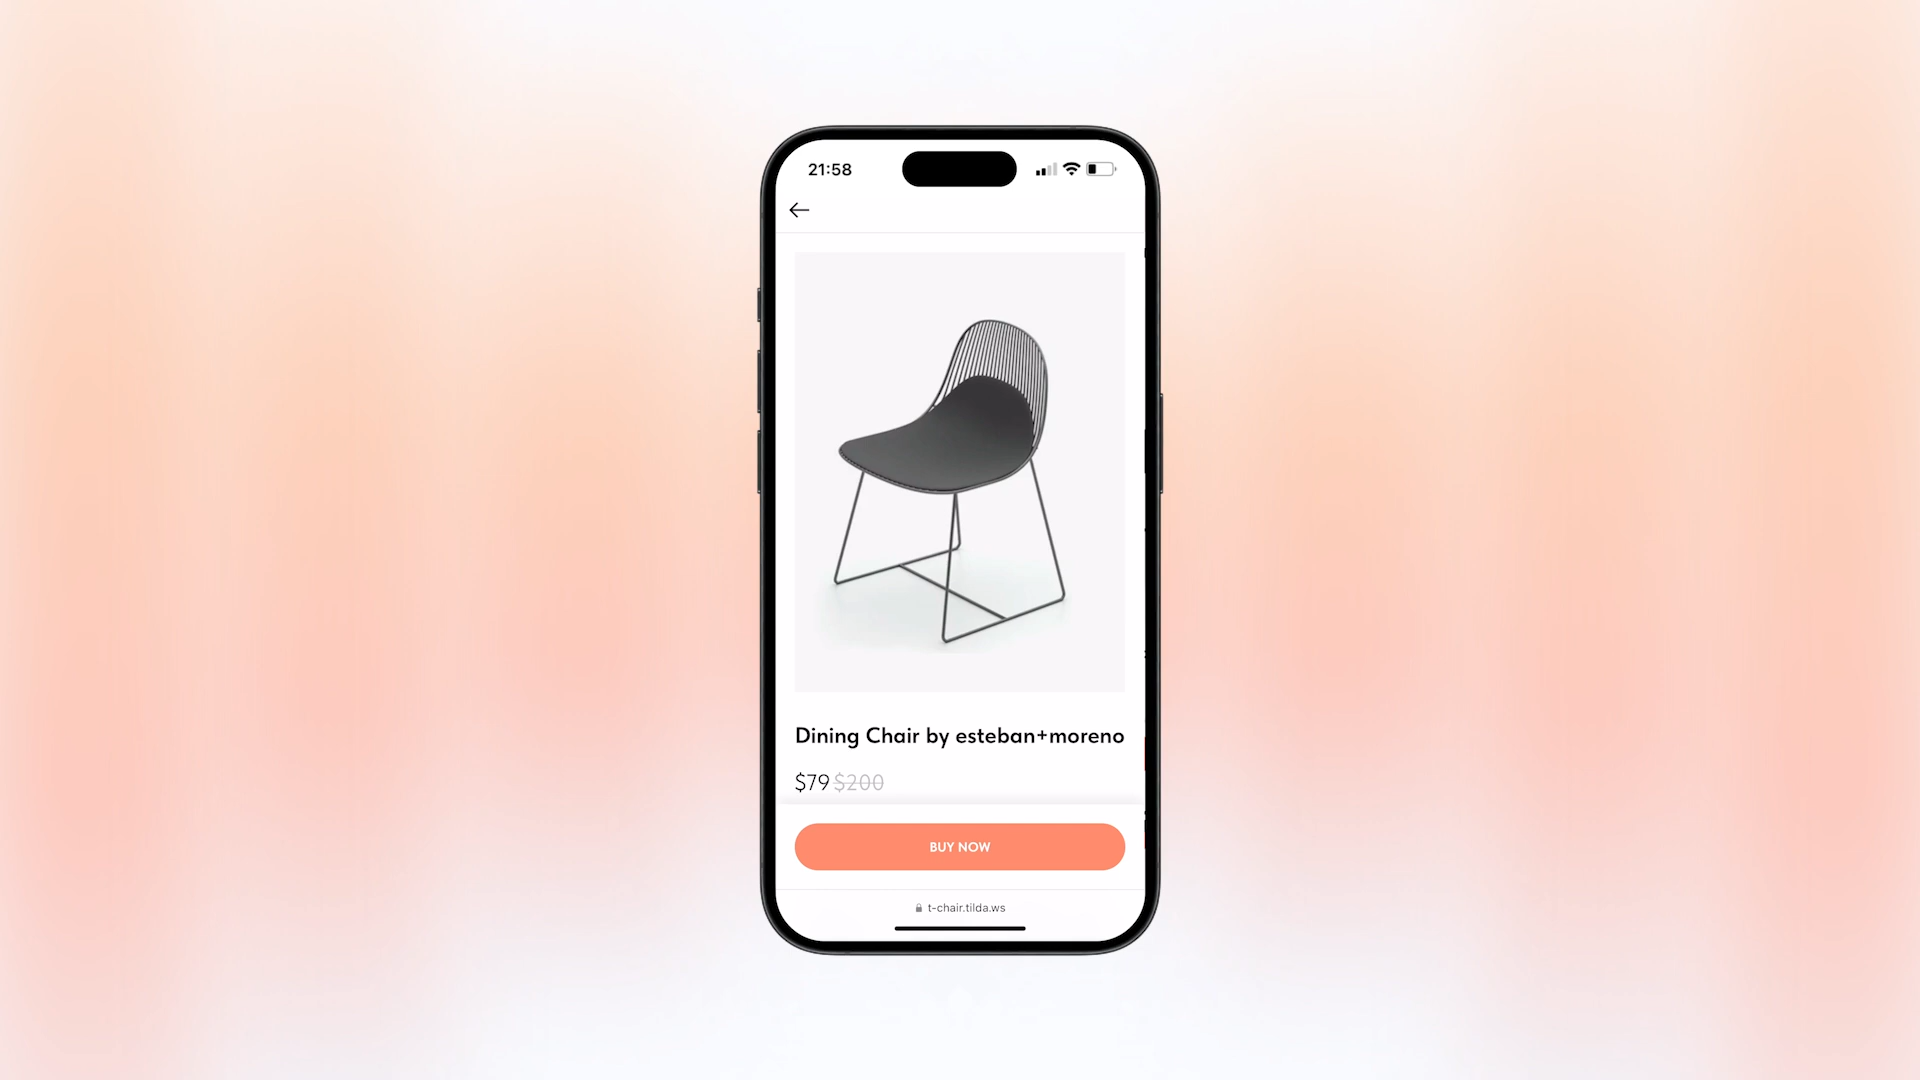 21:58
Dining Chair by esteban+moreno
$79 $200
BUY NOW
t-chair.tilda.ws